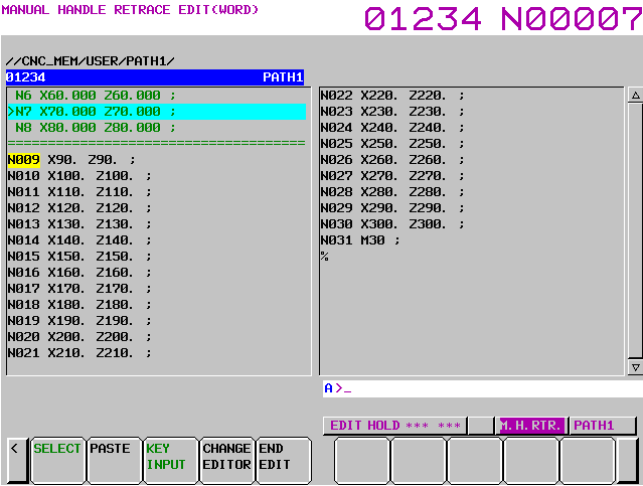 MANUAL HANDLE RETRACE EDIT(WORD)
01234 N00007
//CNC_MEM/USER/PATH1/
01234 PATH1
N6 X60.000 Z60.000 ;
>N7 X70.000 Z70.000 ;
N8 X80.000 Z80.000 ;
=====================================
N009 X90. Z90. ;
N010 X100. Z100. ;
N011 X110. Z110. ;
N012 X120. Z120. ;
N013 X130. Z130. ;
N014 X140. Z140. ;
N015 X150. Z150. ;
N016 X160. Z160. ;
N017 X170. Z170. ;
N018 X180. Z180. ;
N019 X190. Z190. ;
N020 X200. Z200. ;
N021 X210. Z210. ;
N022 X220. Z220. ;
N023 X230. Z230. ;
N024 X240. Z240. ;
N025 X250. Z250. ;
N026 X260. Z260. ;
N027 X270. Z270. ;
N028 X280. Z280. ;
N029 X290. Z290. ;
N030 X300. Z300. ;
N031 M30 ;
%
A>_
EDIT HOLD *** *** M.H.RTR. PATH1
< SELECT PASTE KEY INPUT CHANGE EDITOR END EDIT